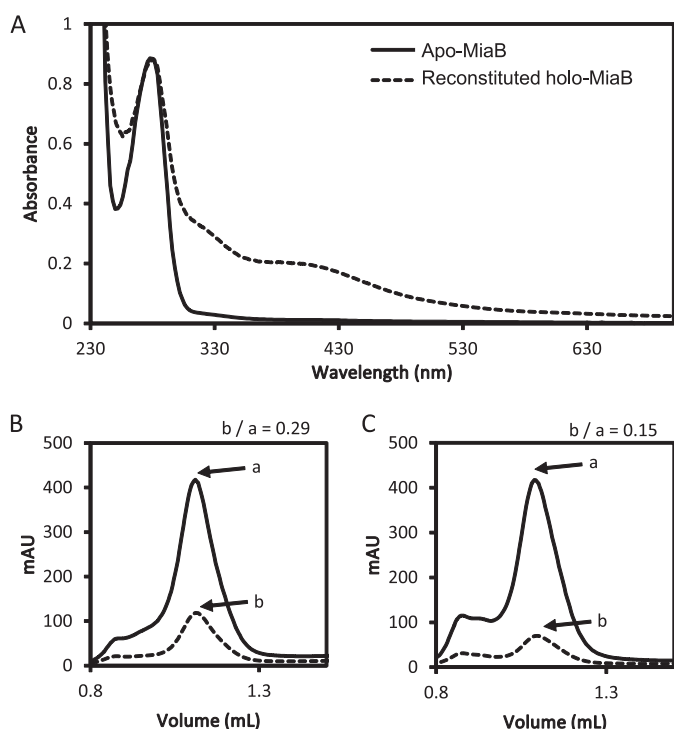 A
1
Apo-MiaB
Reconstituted holo-MiaB
0.8
0.6
Absorbance
0.4
0.2
0
230
330
430
530
630
Wavelength (nm)
B
b / a = 0.29
500
a
400
300
mAU
200
b
100
0
0.8
1.3
Volume (mL)
C
b / a = 0.15
500
a
400
300
mAU
200
b
100
0
0.8
1.3
Volume (mL)